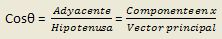 Cosθ = Adyacente / Hipotenusa = Componente en x / Vector principal